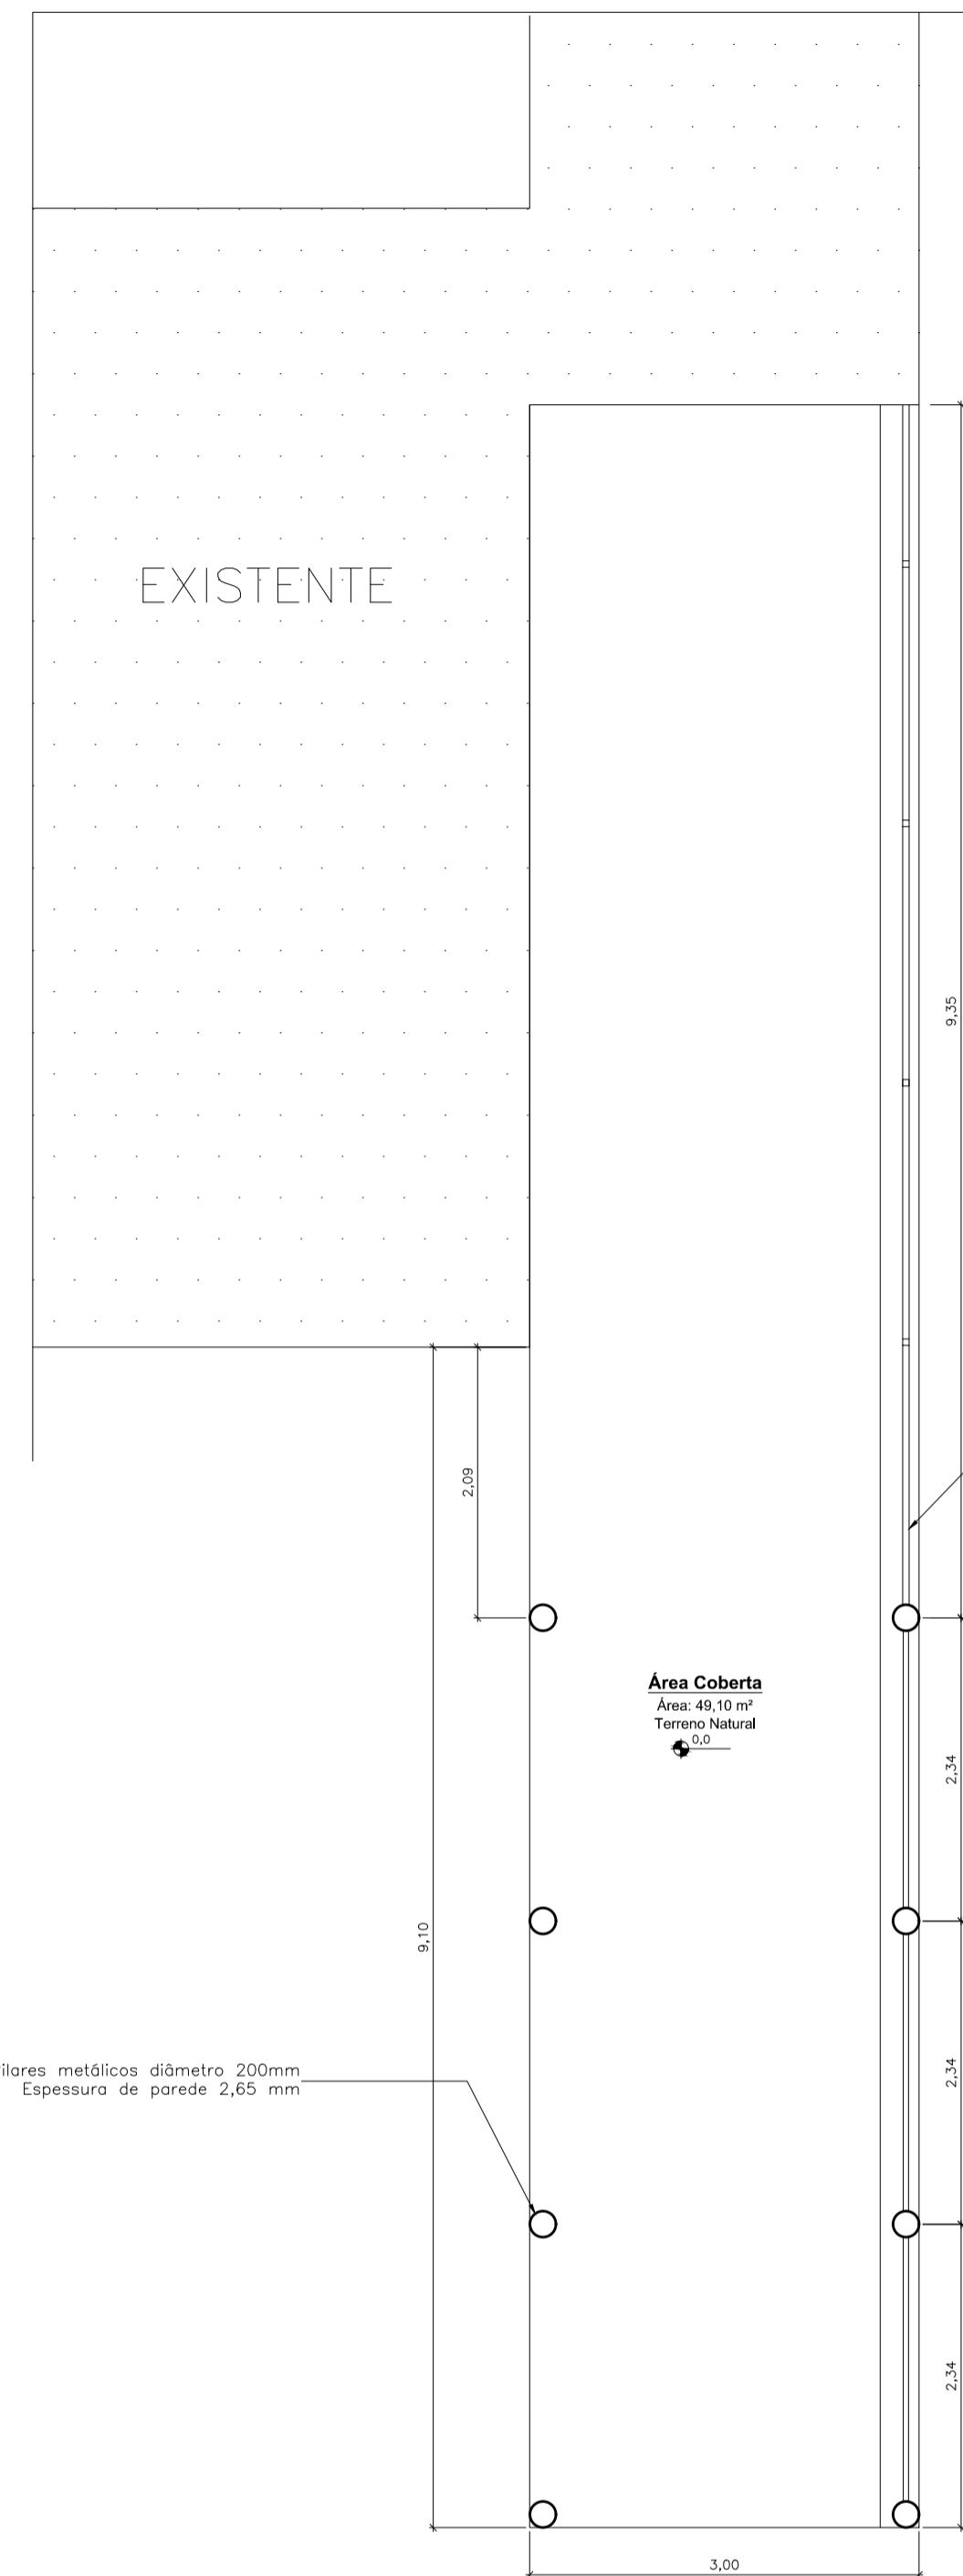 EXISTENTE
9,35
2,09
Área Coberta
Área: 49,10 m²
Terreno Natural
0,0
2,34
9,10
ilares metálicos diâmetro 200mm
Espessura de parede 2,65 mm
2,34
2,34
3,00